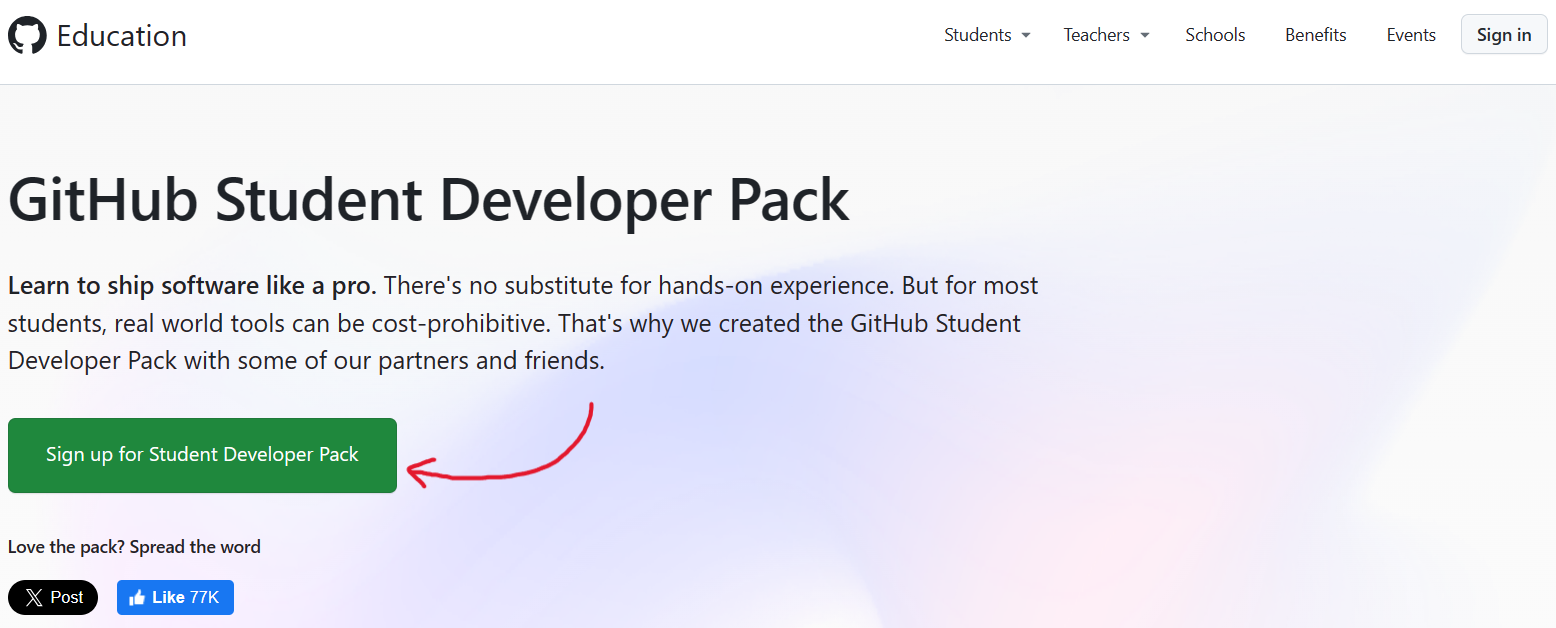 Education
Students
Teachers
Schools
Benefits
Events
Sign in
GitHub Student Developer Pack
Learn to ship software like a pro. There's no substitute for hands-on experience. But for most
students, real world tools can be cost-prohibitive. That's why we created the GitHub Student
Developer Pack with some of our partners and friends.
Sign up for Student Developer Pack
Love the pack? Spread the word
Post
Like 77K